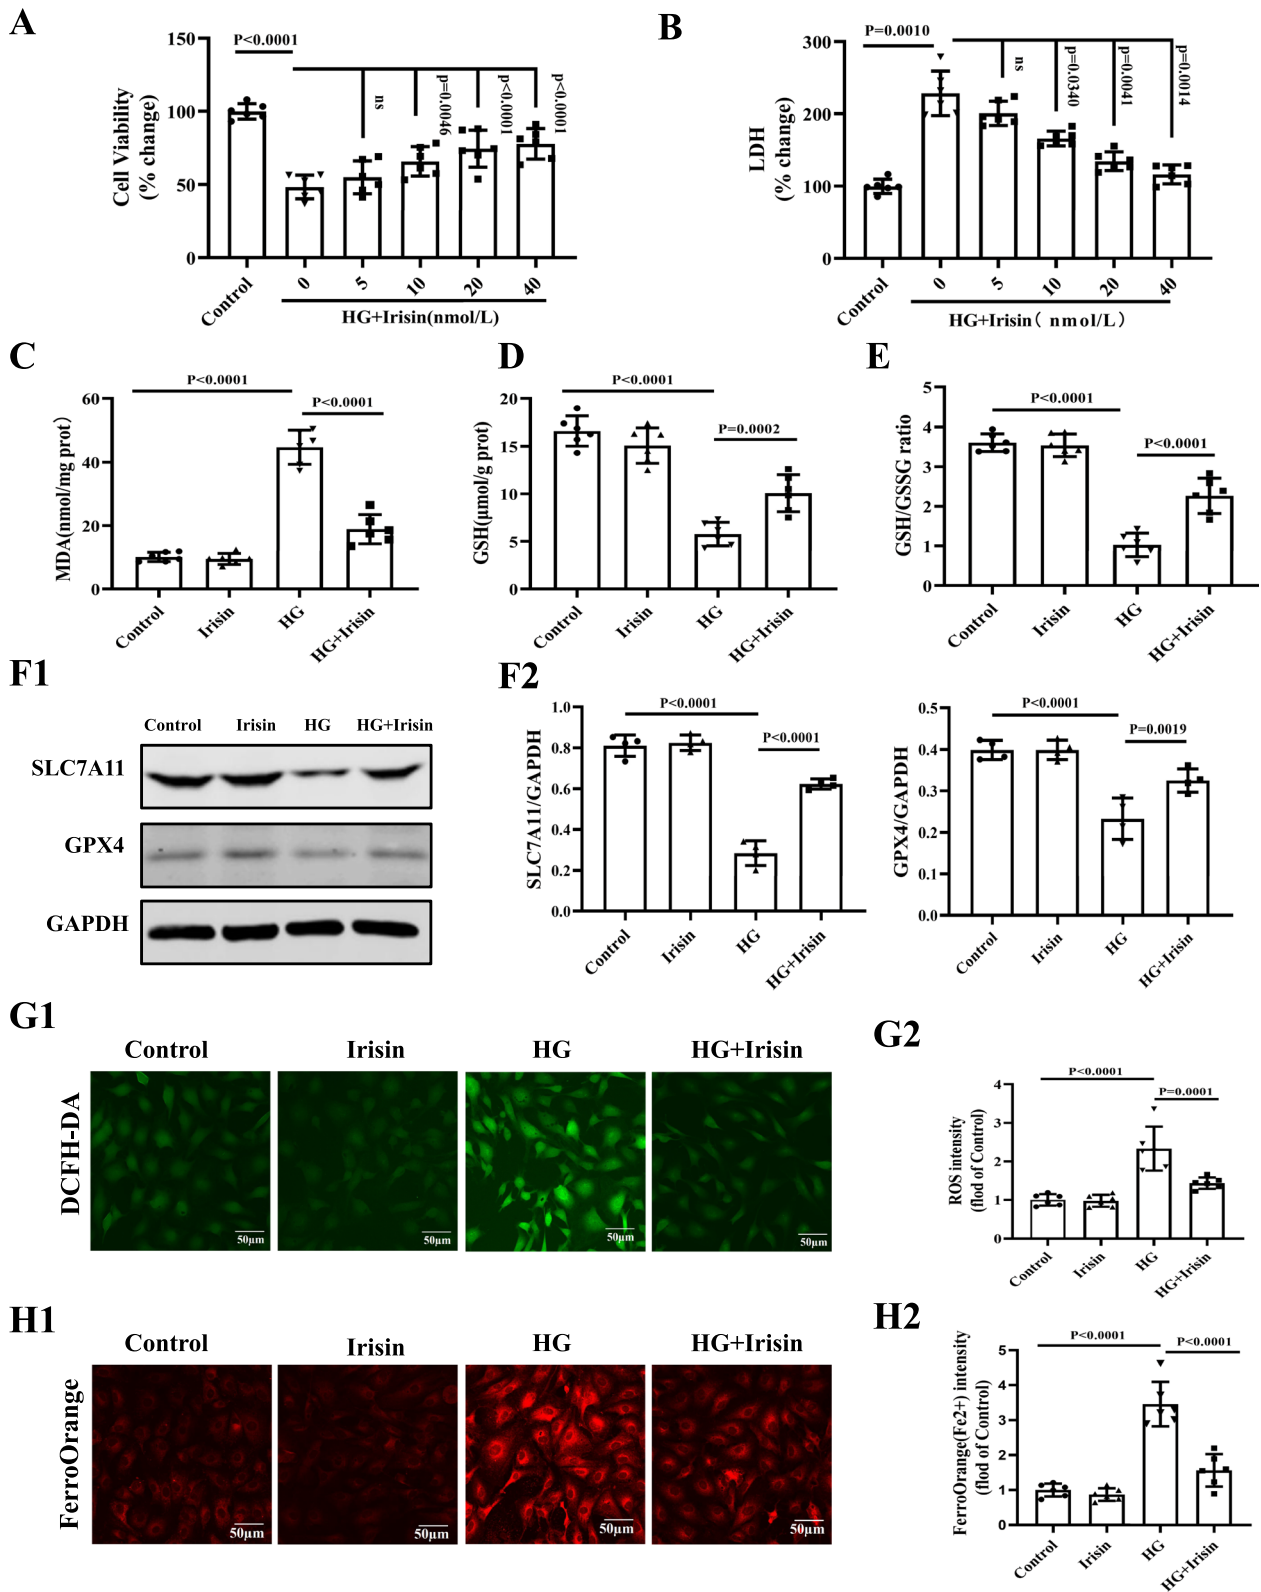 A
Cell Viability
(% change)
150
100
50
0
P<0.0001
ns
p=0.0046
p<0.0001
p<0.0001
Control
0
5
10
20
40
HG+Irisin(nmol/L)
B
LDH
(% change)
300
200
100
0
P=0.0010
ns
p=0.0340
p=0.0041
p=0.0014
Control
0
5
10
20
40
HG+Irisin( nmol/L)
C
MDA(nmol/mg prot)
60
40
20
0
P<0.0001
P<0.0001
Control
Irisin
HG
HG+Irisin
D
GSH(μmol/g prot)
20
15
10
5
0
P<0.0001
P=0.0002
Control
Irisin
HG
HG+Irisin
E
GSH/GSSG ratio
5
4
3
2
1
0
P<0.0001
P<0.0001
Control
Irisin
HG
HG+Irisin
F1
Control Irisin HG HG+Irisin
SLC7A11
GPX4
GAPDH
F2
SLC7A11/GAPDH
1.0
0.8
0.6
0.4
0.2
0.0
P<0.0001
P<0.0001
Control
Irisin
HG
HG+Irisin
GPX4/GAPDH
0.5
0.4
0.3
0.2
0.1
0.0
P<0.0001
P=0.0019
Control
Irisin
HG
HG+Irisin
G1
Control Irisin HG HG+Irisin
DCFH-DA
50μm
50μm
50μm
50μm
G2
ROS intensity
(flod of Control)
4
3
2
1
0
P<0.0001
P=0.0001
Control
Irisin
HG
HG+Irisin
H1
Control Irisin HG HG+Irisin
FerroOrange
50μm
50μm
50μm
50μm
H2
FerroOrange(Fe2+) intensity
(flod of Control)
5
4
3
2
1
0
P<0.0001
P<0.0001
Control
Irisin
HG
HG+Irisin